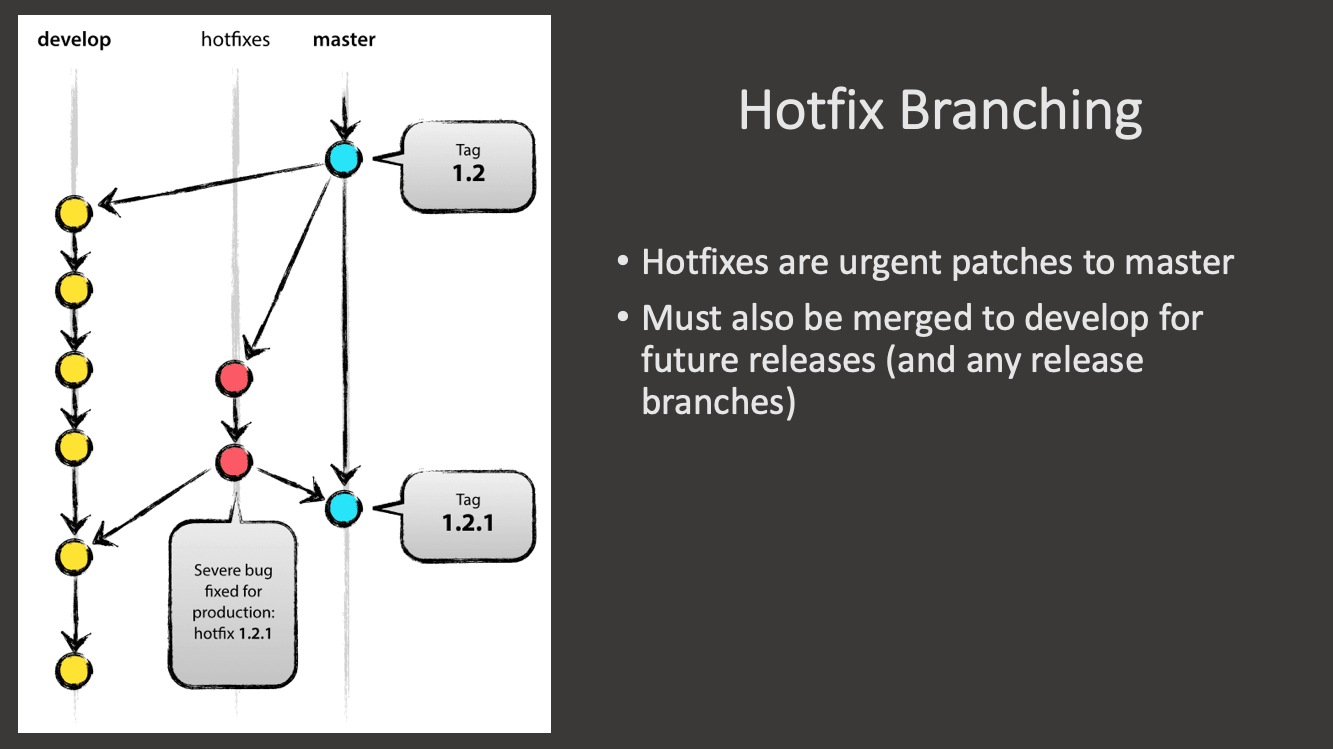 develop
hotfixes
master
Tag
1.2
Severe bug
fixed for
production:
hotfix 1.2.1
Tag
1.2.1
Hotfix Branching
• Hotfixes are urgent patches to master
• Must also be merged to develop for
future releases (and any release
branches)